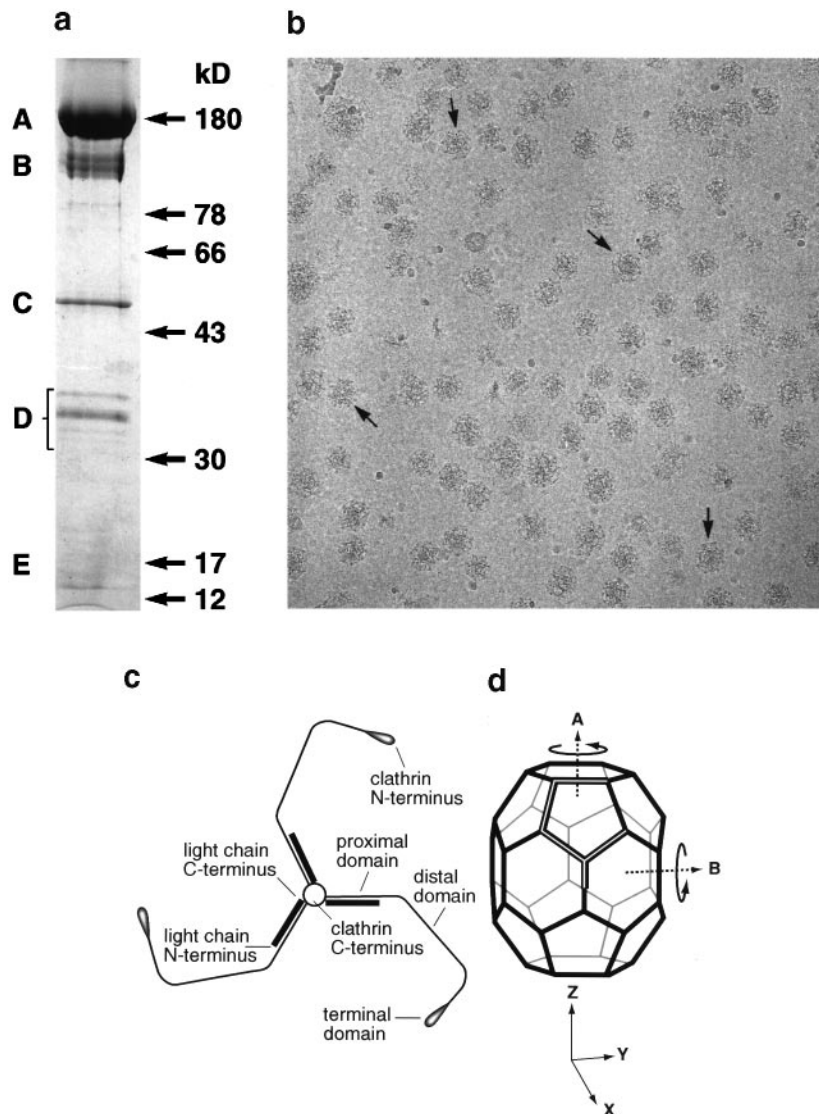 a
kD
A
180
B
78
66
C
43
D
30
E
17
12
b
c
clathrin
N-terminus
light chain
C-terminus
proximal
domain
distal
domain
light chain
N-terminus
clathrin
C-terminus
terminal
domain
d
A
B
Z
Y
X